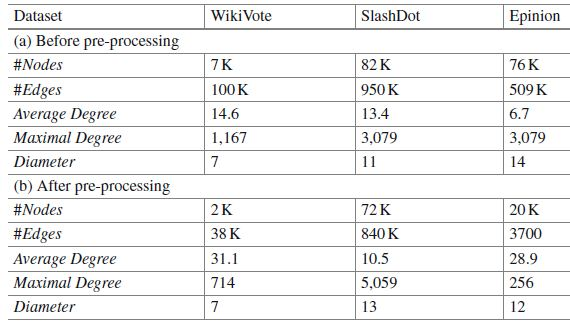 Dataset WikiVote SlashDot Epinion
(a) Before pre-processing
#Nodes 7 K 82 K 76 K
#Edges 100 K 950 K 509 K
Average Degree 14.6 13.4 6.7
Maximal Degree 1,167 3,079 3,079
Diameter 7 11 14
(b) After pre-processing
#Nodes 2 K 72 K 20 K
#Edges 38 K 840 K 3700
Average Degree 31.1 10.5 28.9
Maximal Degree 714 5,059 256
Diameter 7 13 12